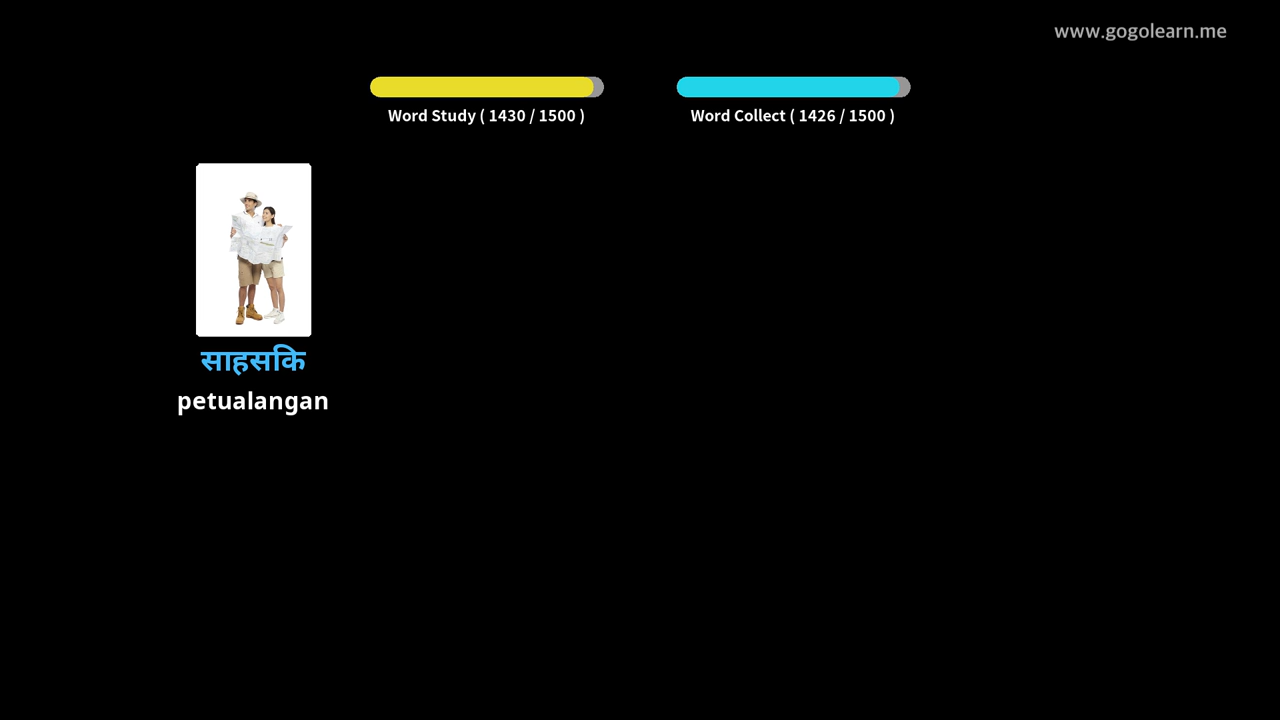 www.gogolearn.me
Word Study ( 1430 / 1500 )
Word Collect ( 1426 / 1500 )
साहसकि
petualangan